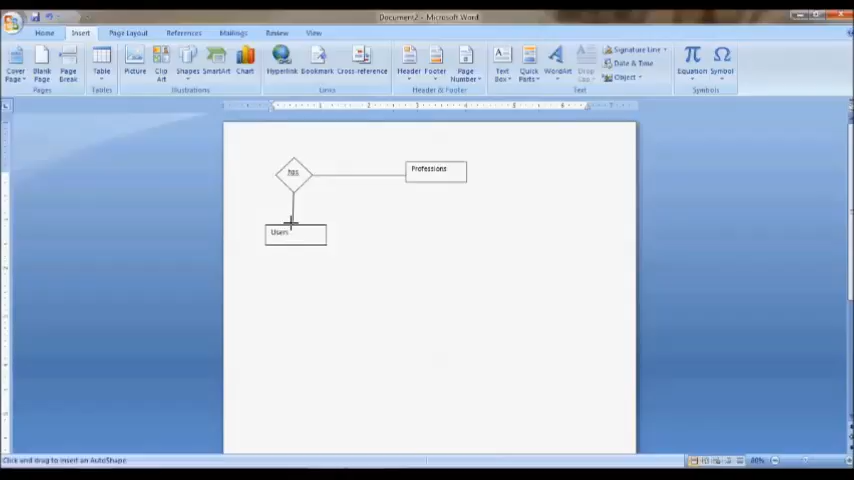 Document2 - Microsoft Word
Home Insert Page Layout References Mailings Review View
Cover Page Blank Page Page Break Table Picture Clip Art Shapes SmartArt Chart Hyperlink Bookmark Cross-reference Header Footer Page Number Text Box Quick Parts WordArt Drop Cap Signature Line Date & Time Object Equation Symbol
Pages Tables Illustrations Links Header & Footer Text Symbols
has
Professions
Users
Click and drag to insert an AutoShape
80%